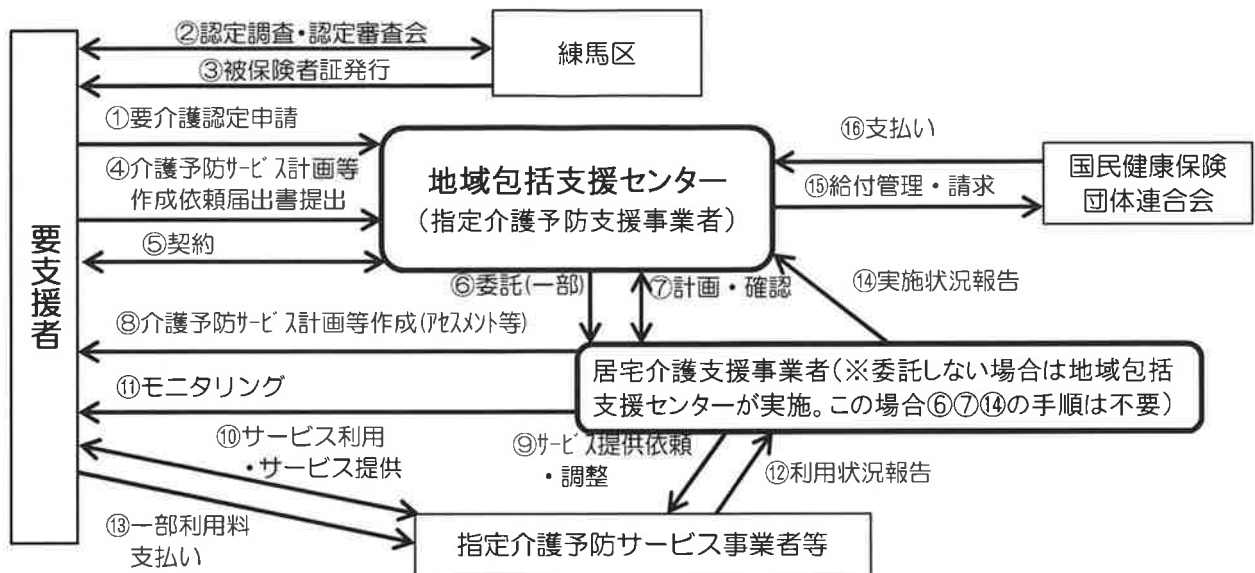 ②認定調査・認定審査会
練馬区
③被保険者証発行
①要介護認定申請
⑯支払い
④介護予防ｻｰﾋﾞｽ計画等
作成依頼届出書提出
地域包括支援センター
（指定介護予防支援事業者）
国民健康保険
団体連合会
⑮給付管理・請求
⑤契約
要支援者
⑥委託(一部)
⑦計画・確認
⑭実施状況報告
⑧介護予防ｻｰﾋﾞｽ計画等作成(ｱｾｽﾒﾝﾄ等)
居宅介護支援事業者（※委託しない場合は地域包括
支援センターが実施。この場合⑥⑦⑭の手順は不要）
⑪モニタリング
⑩サービス利用
・サービス提供
⑨ｻｰﾋﾞｽ提供依頼
・調整
⑫利用状況報告
⑬一部利用料
支払い
指定介護予防サービス事業者等